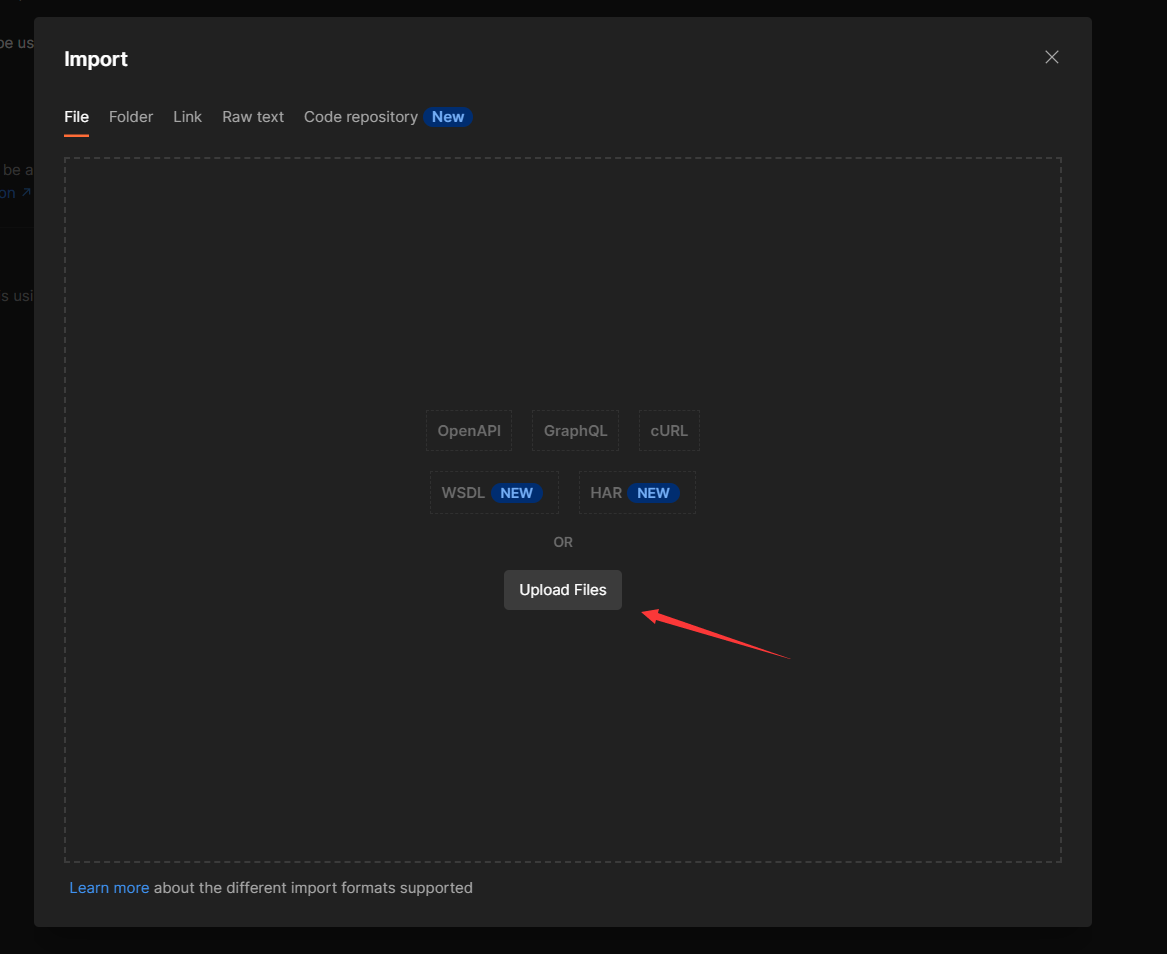 be us
Import
File Folder Link Raw text Code repository New
be a
on ↗
s usi
OpenAPI GraphQL cURL
WSDL NEW HAR NEW
OR
Upload Files
Learn more about the different import formats supported